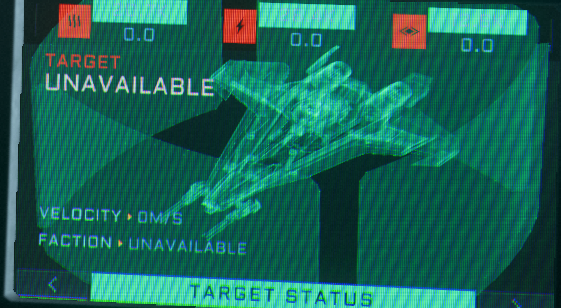 0.0 0.0 0.0
TARGET
UNAVAILABLE
VELOCITY ▸ 0M/S
FACTION ▸ UNAVAILABLE
TARGET STATUS